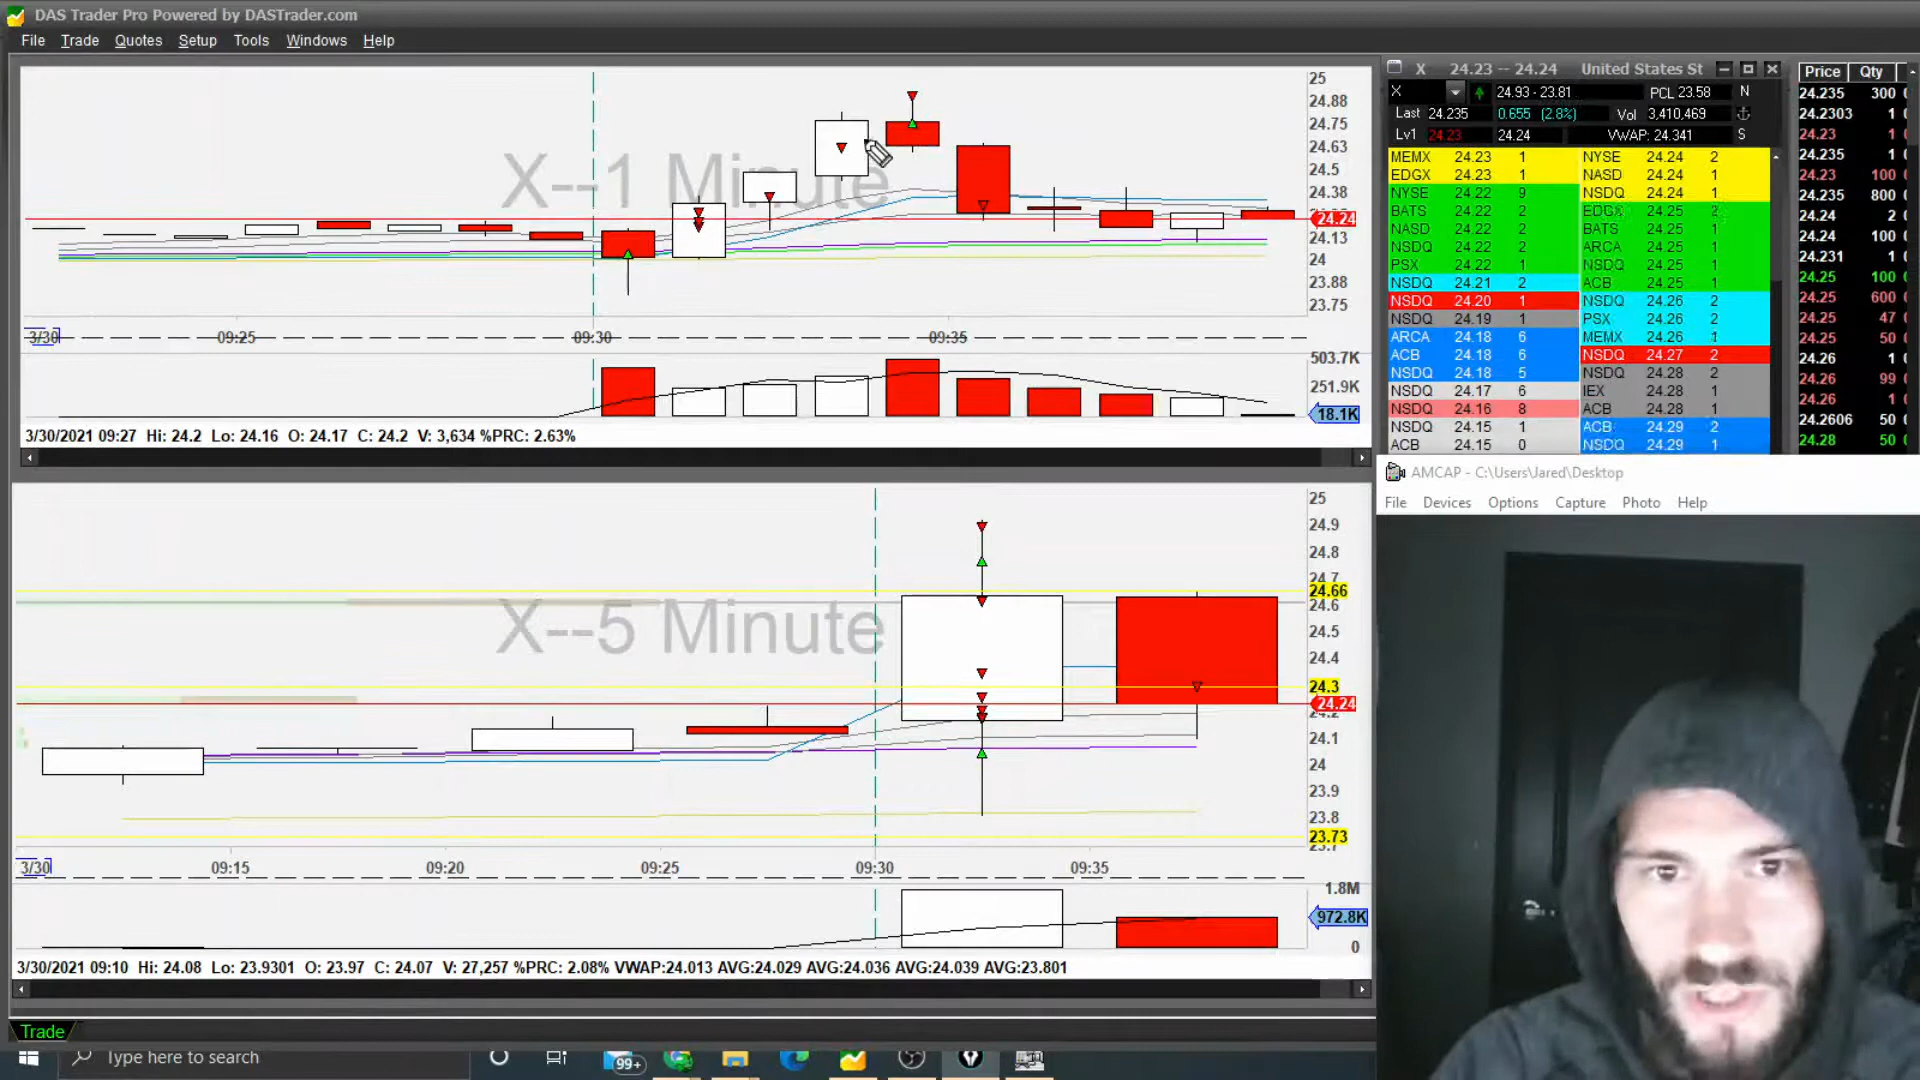 DAS Trader Pro Powered by DASTrader.com
File Trade Quotes Setup Tools Windows Help
X--1 Minute
25
24.88
24.75
24.63
24.5
24.38
24.24
24.13
24
23.88
23.75
3/30 09:25 09:30 09:35
503.7K
251.9K
18.1K
3/30/2021 09:27 Hi: 24.2 Lo: 24.16 O: 24.17 C: 24.2 V: 3,634 %PRC: 2.63%
X--5 Minute
25
24.9
24.8
24.7
24.66
24.6
24.5
24.4
24.3
24.24
24.1
24
23.9
23.8
23.73
3/30 09:15 09:20 09:25 09:30 09:35
1.8M
972.8K
0
3/30/2021 09:10 Hi: 24.08 Lo: 23.9301 O: 23.97 C: 24.07 V: 27,257 %PRC: 2.08% VWAP:24.013 AVG:24.029 AVG:24.036 AVG:24.039 AVG:23.801
Trade
Type here to search
99+
X 24.23 -- 24.24 United States St
X 24.93 - 23.81 PCL 23.58 N
Last 24.235 0.655 (2.8%) Vol 3,410,469
Lv1 24.23 24.24 VWAP: 24.341 S
MEMX 24.23 1 NYSE 24.24 2
EDGX 24.23 1 NASD 24.24 1
NYSE 24.22 9 NSDQ 24.24 1
BATS 24.22 2 EDGX 24.25 2
NASD 24.22 2 BATS 24.25 1
NSDQ 24.22 2 ARCA 24.25 1
PSX 24.22 1 NSDQ 24.25 1
NSDQ 24.21 2 ACB 24.25 1
NSDQ 24.20 1 NSDQ 24.26 2
NSDQ 24.19 1 PSX 24.26 2
ARCA 24.18 6 MEMX 24.26 1
ACB 24.18 6 NSDQ 24.27 2
NSDQ 24.18 5 NSDQ 24.28 2
NSDQ 24.17 6 IEX 24.28 1
NSDQ 24.16 8 ACB 24.28 1
NSDQ 24.15 1 ACB 24.29 2
ACB 24.15 0 NSDQ 24.29 1
Price Qty
24.235 300
24.2303 1
24.23 1
24.235 1
24.23 100
24.235 800
24.24 2
24.24 100
24.231 1
24.25 100
24.25 600
24.25 47
24.25 50
24.26 1
24.26 99
24.26 1
24.2606 50
24.28 50
AMCAP - C:\Users\Jared\Desktop
File Devices Options Capture Photo Help